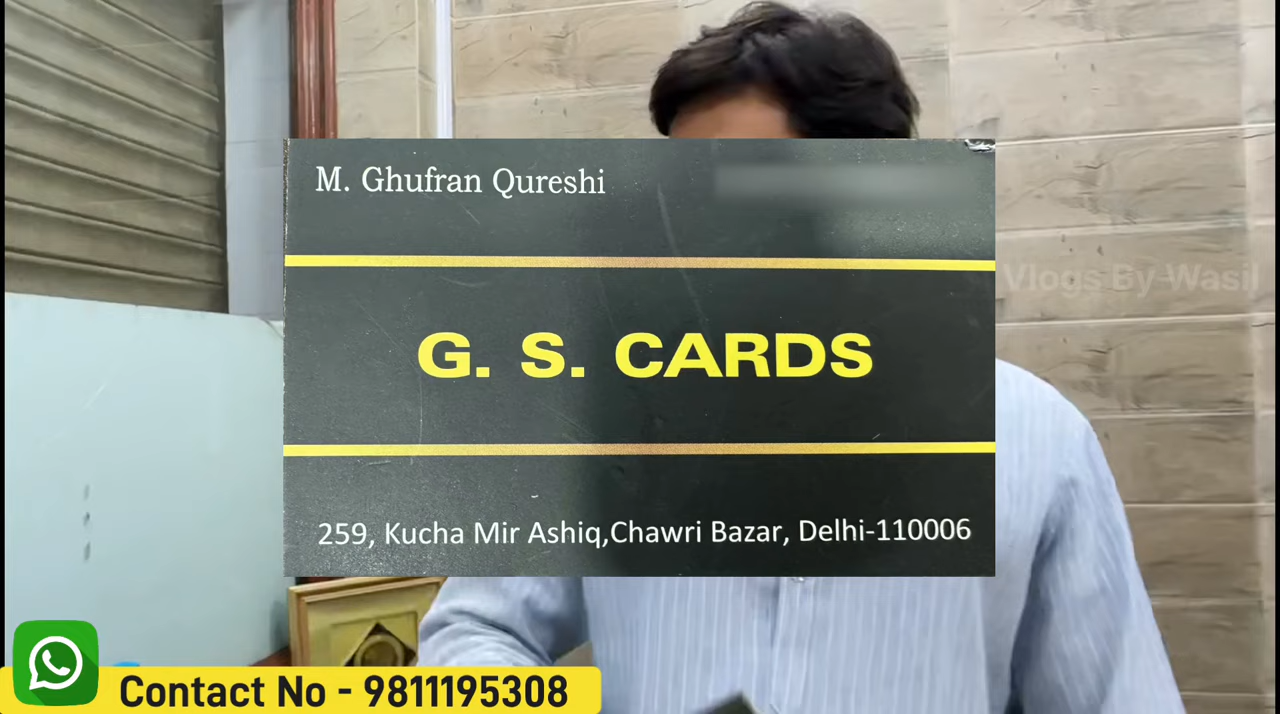 M. Ghufran Qureshi
Vlogs By Wasil
G. S. CARDS
259, Kucha Mir Ashiq,Chawri Bazar, Delhi-110006
Contact No - 9811195308